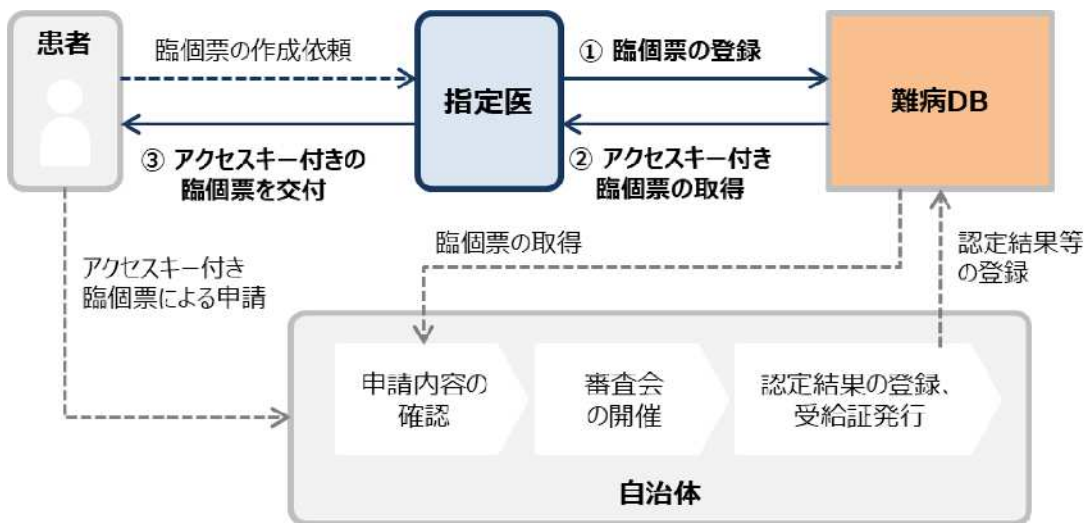 患者
臨個票の作成依頼
① 臨個票の登録
指定医
難病DB
③ アクセスキー付きの
臨個票を交付
② アクセスキー付き
臨個票の取得
臨個票の取得
認定結果等
の登録
アクセスキー付き
臨個票による申請
申請内容の
確認
審査会
の開催
認定結果の登録、
受給証発行
自治体